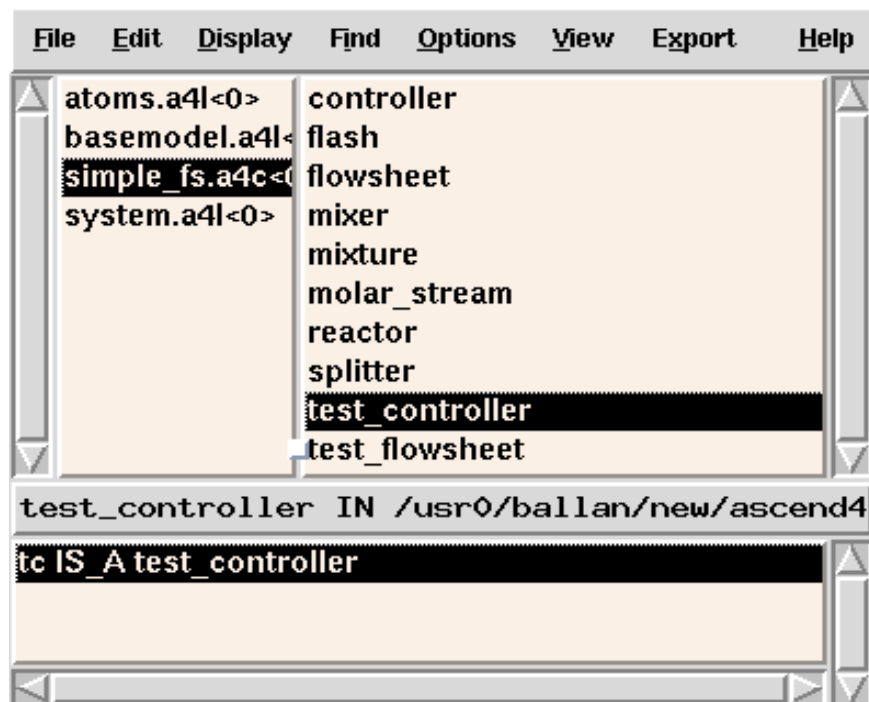 File Edit Display Find Options View Export Help
atoms.a4l<0>
basemodel.a4l<
simple_fs.a4c<0
system.a4l<0>
controller
flash
flowsheet
mixer
mixture
molar_stream
reactor
splitter
test_controller
test_flowsheet
test_controller IN /usr0/ballan/new/ascend4
tc IS_A test_controller